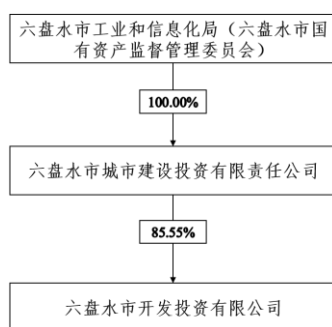 六盘水市工业和信息化局（六盘水市国
有资产监督管理委员会）
100.00%
六盘水市城市建设投资有限责任公司
85.55%
六盘水市开发投资有限公司